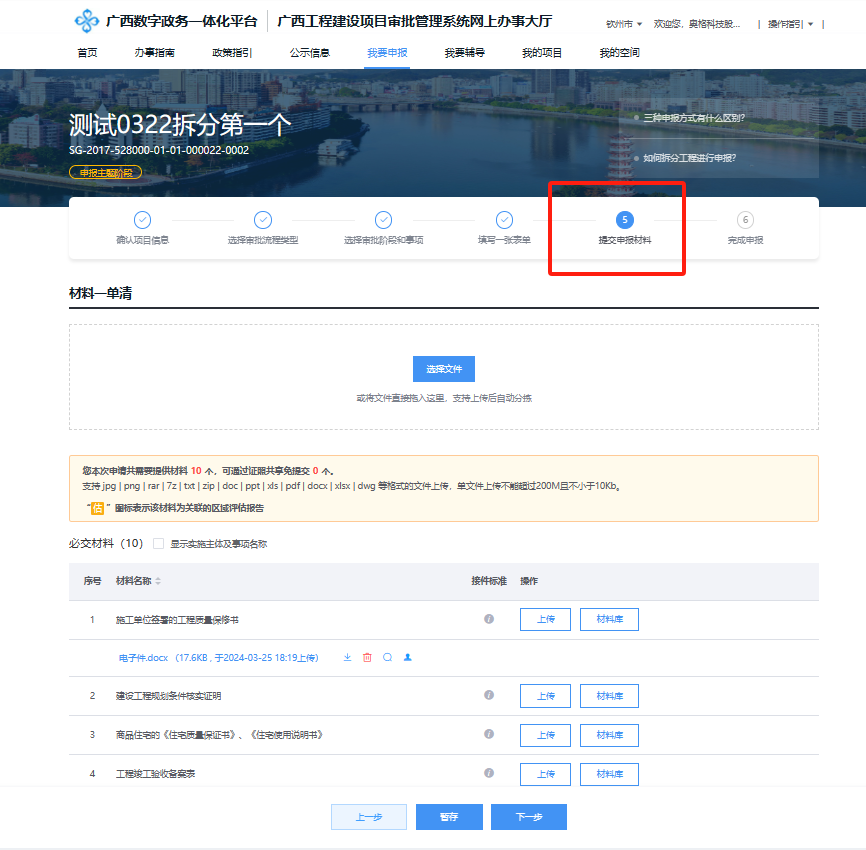 广西数字政务一体化平台 | 广西工程建设项目审批管理系统网上办事大厅 钦州市 欢迎您，奥格科技股... | 操作指引 |
首页 办事指南 政策指引 公示信息 我要申报 我要辅导 我的项目 我的空间
测试0322拆分第一个
SG-2017-528000-01-01-000022-0002
申报主题阶段
三种申报方式有什么区别?
如何拆分工程进行申报?
5 6
确认项目信息 选择审批流程类型 选择审批阶段和事项 填写一张表单 提交申报材料 完成申报
材料一单清
选择文件
或将文件直接拖入这里，支持上传后自动分拣
您本次申请共需要提供材料 10 个，可通过证照共享免提交 0 个。
支持 jpg | png | rar | 7z | txt | zip | doc | ppt | xls | pdf | docx | xlsx | dwg 等格式的文件上传，单文件上传不能超过200M且不小于10Kb。
“估”图标表示该材料为关联的区域评估报告
必交材料（10） 显示实施主体及事项名称
序号 材料名称 接件标准 操作
1 施工单位签署的工程质量保修书 上传 材料库
电子件.docx （17.6KB , 于2024-03-25 18:19上传）
2 建设工程规划条件核实证明 上传 材料库
3 商品住宅的《住宅质量保证书》、《住宅使用说明书》 上传 材料库
4 工程竣工验收备案表 上传 材料库
上一步 暂存 下一步